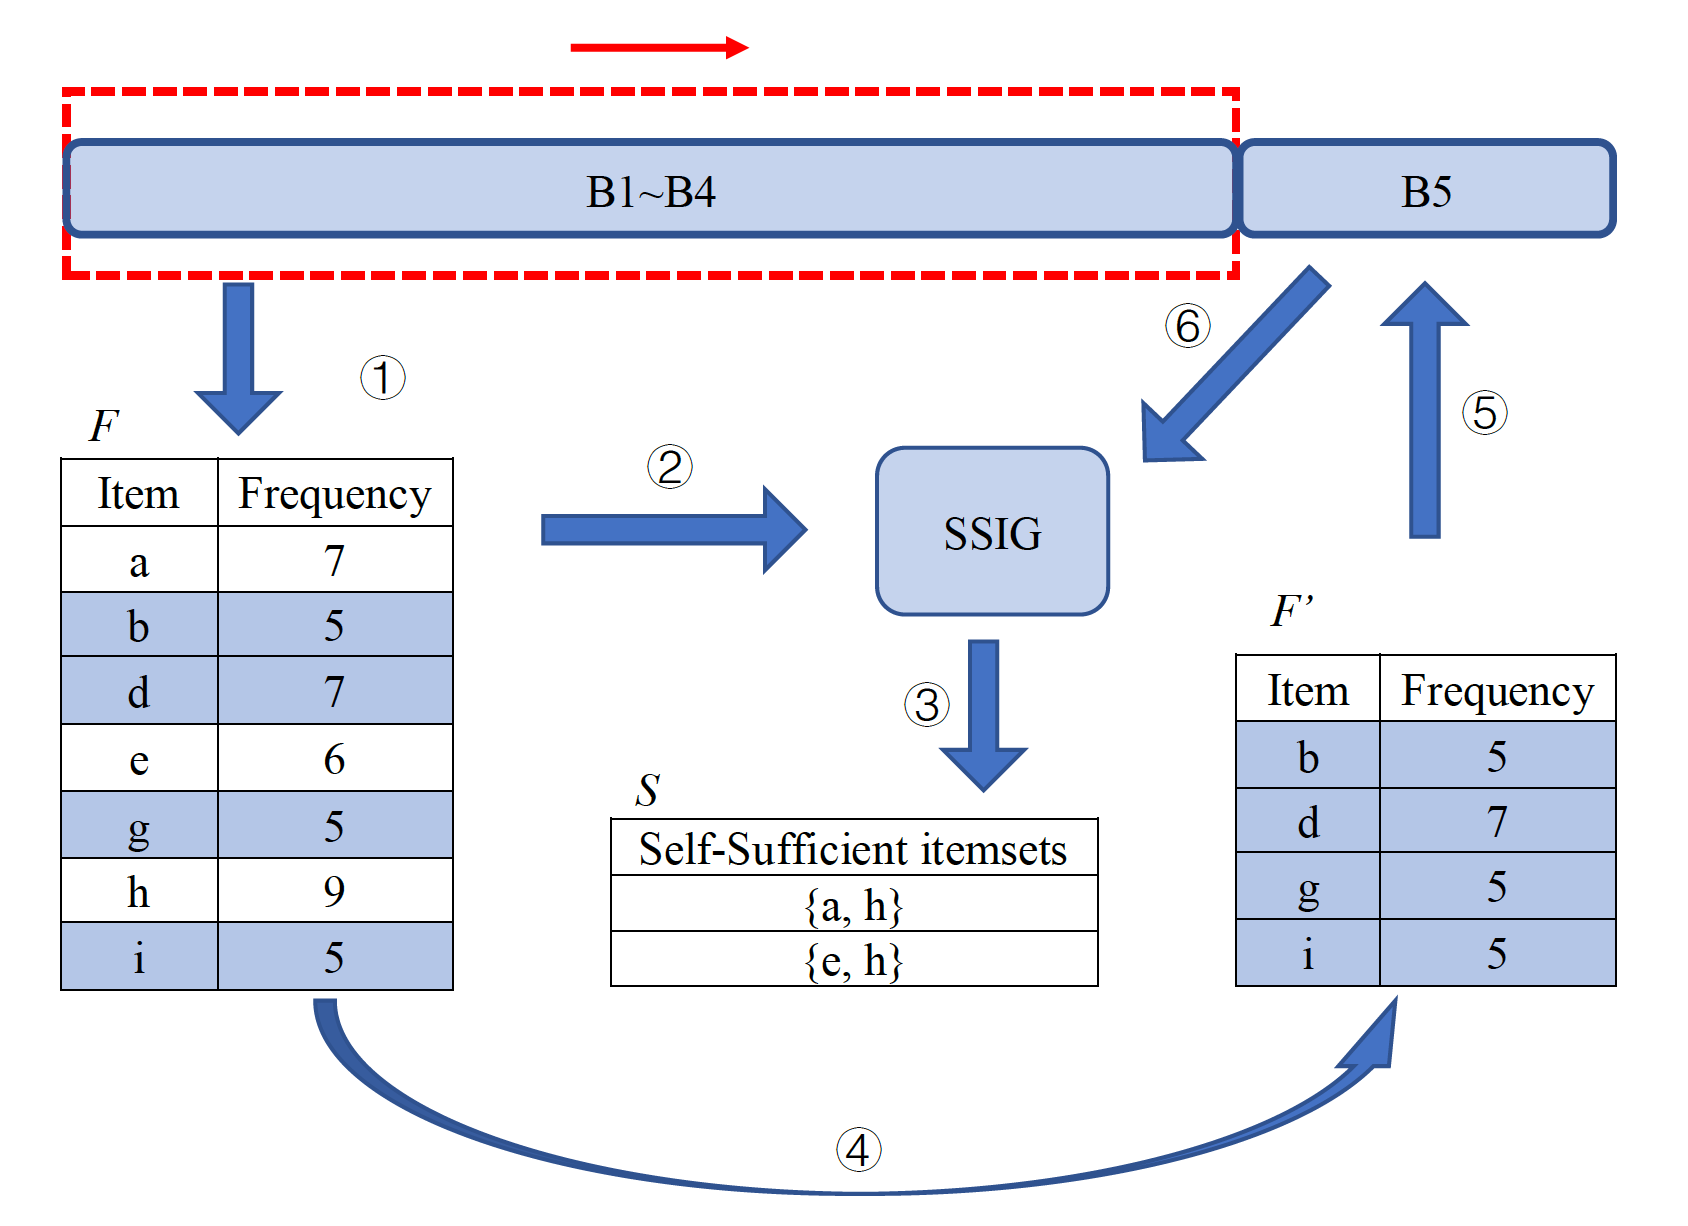 B1~B4
B5
①
②
⑥
⑤
F
Item Frequency
a 7
b 5
d 7
e 6
g 5
h 9
i 5
SSIG
③
S
Self-Sufficient itemsets
{a, h}
{e, h}
F’
Item Frequency
b 5
d 7
g 5
i 5
④